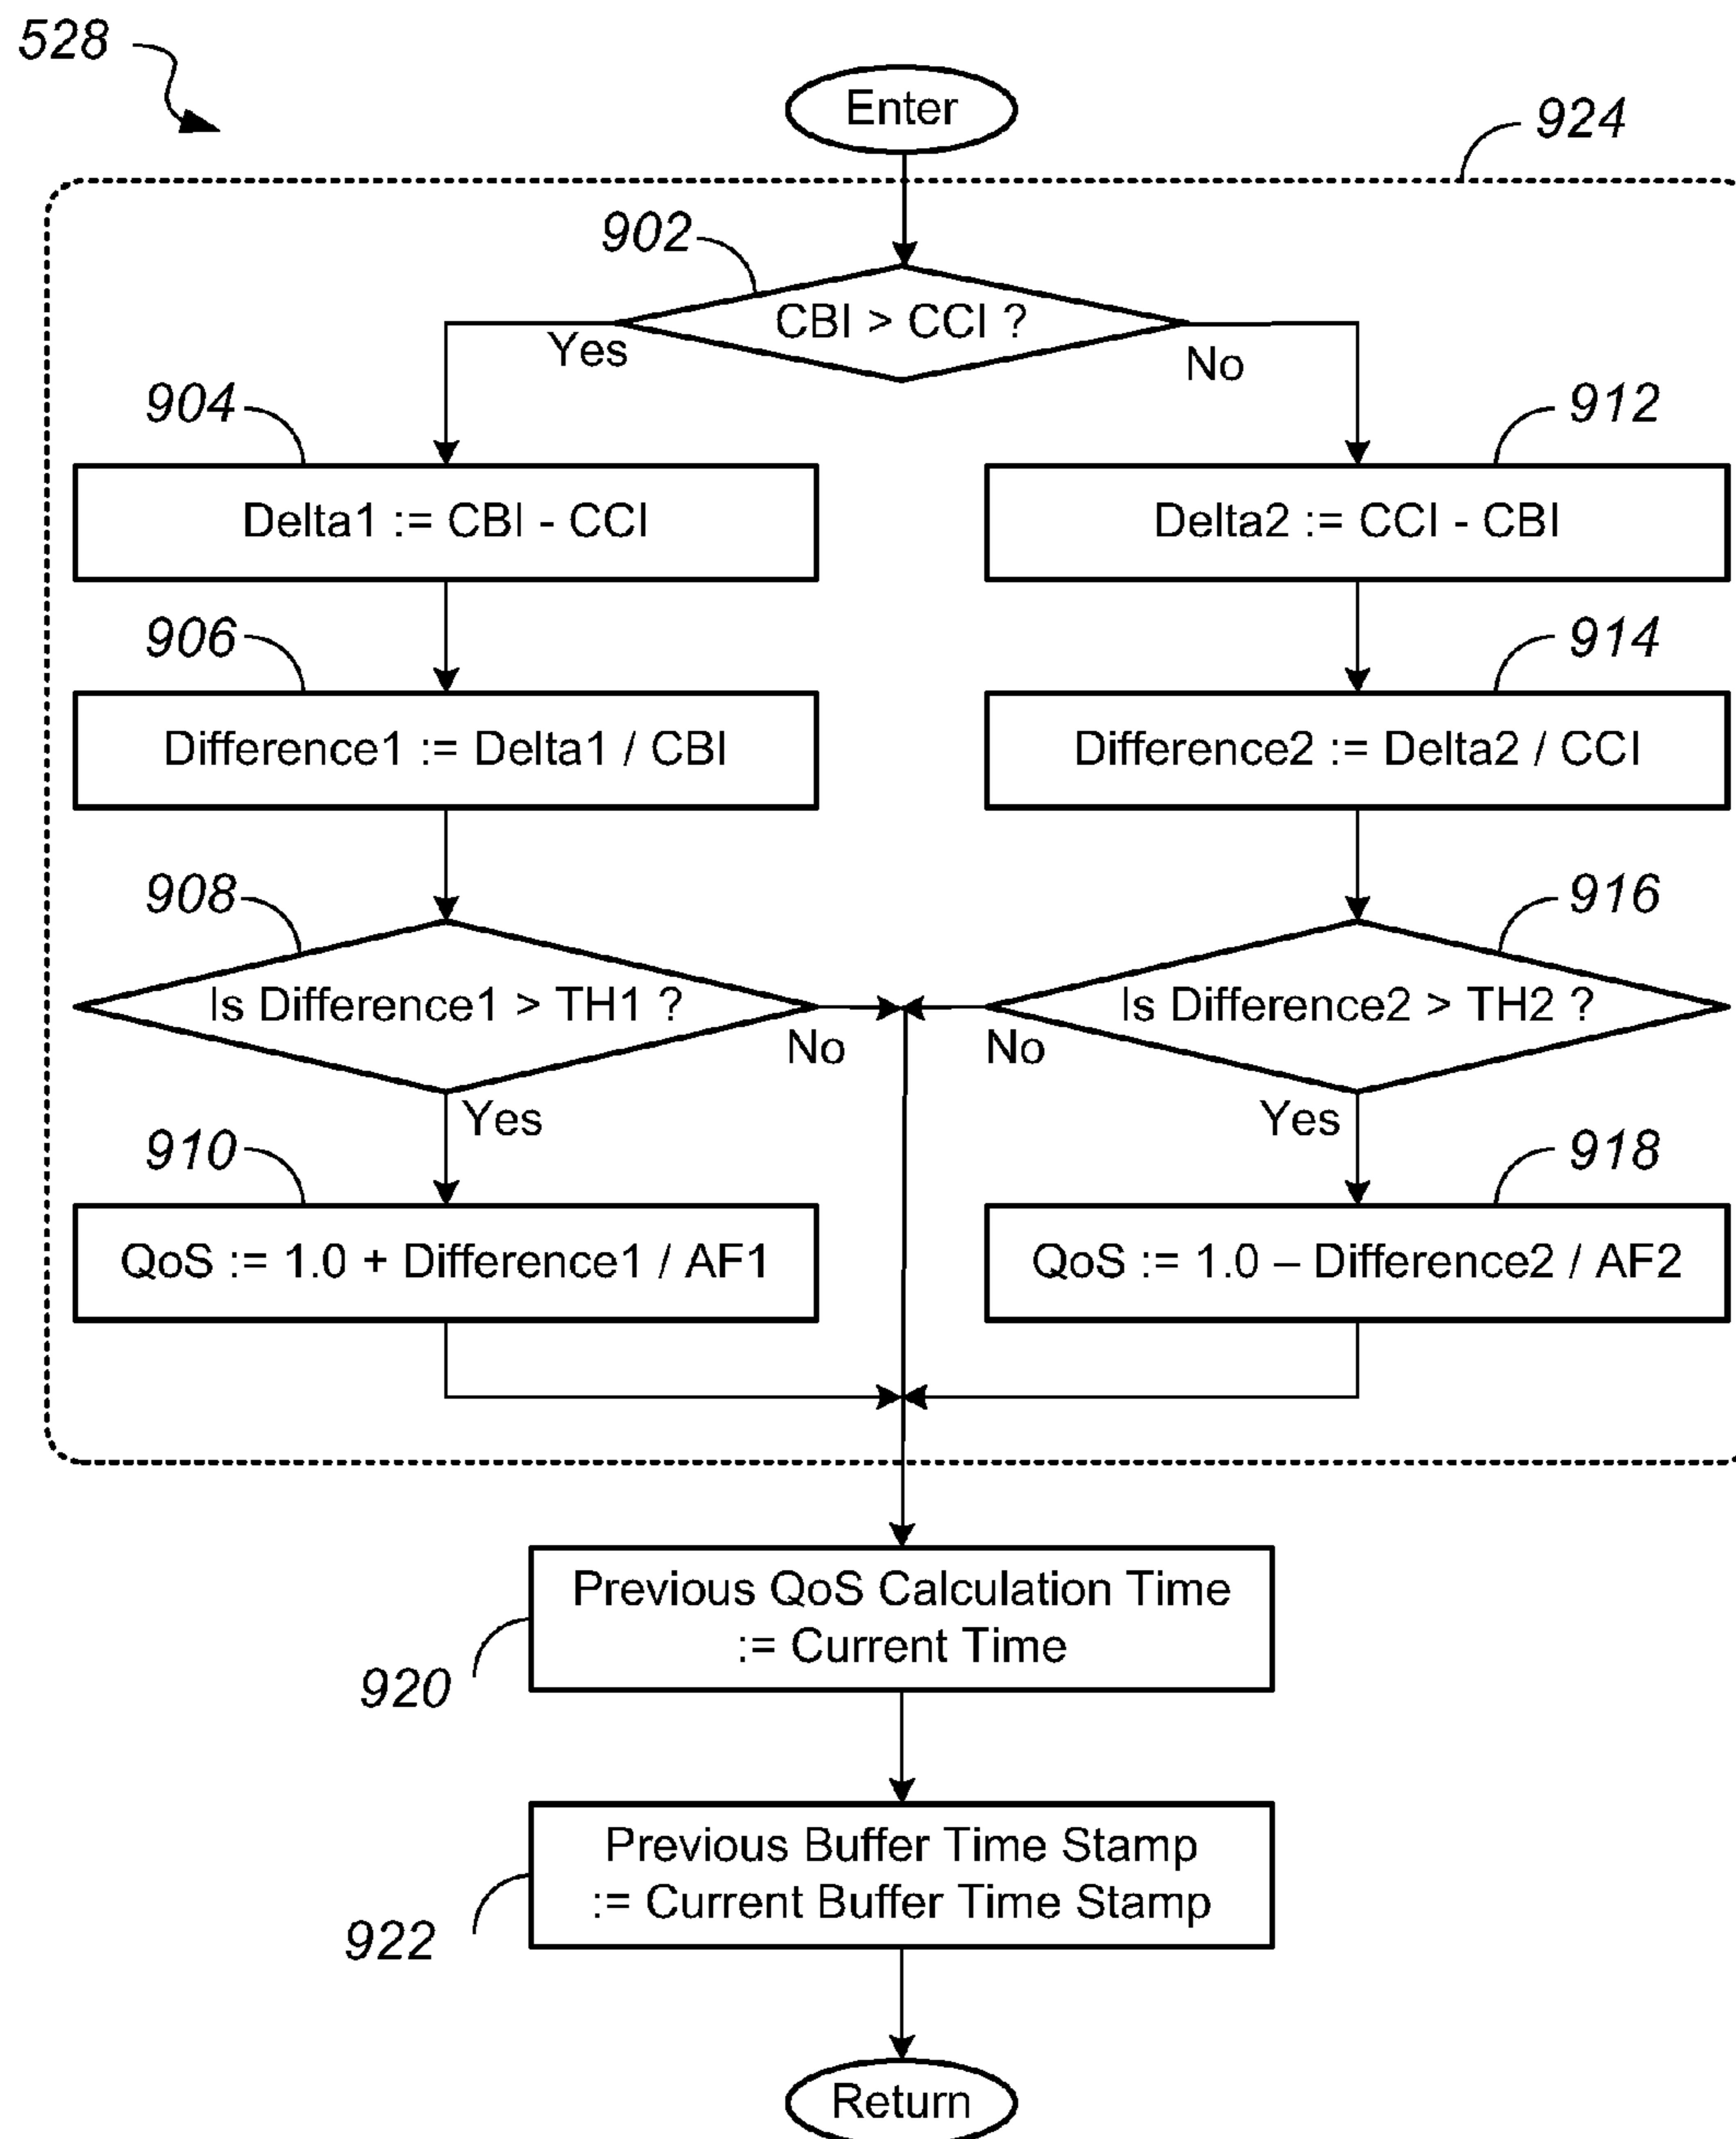 528
Enter
924
902
CBI > CCI ?
Yes
No
904
912
Delta1 := CBI - CCI
Delta2 := CCI - CBI
906
914
Difference1 := Delta1 / CBI
Difference2 := Delta2 / CCI
908
916
Is Difference1 > TH1 ?
Is Difference2 > TH2 ?
No
No
Yes
Yes
910
918
QoS := 1.0 + Difference1 / AF1
QoS := 1.0 – Difference2 / AF2
Previous QoS Calculation Time
:= Current Time
920
Previous Buffer Time Stamp
:= Current Buffer Time Stamp
922
Return